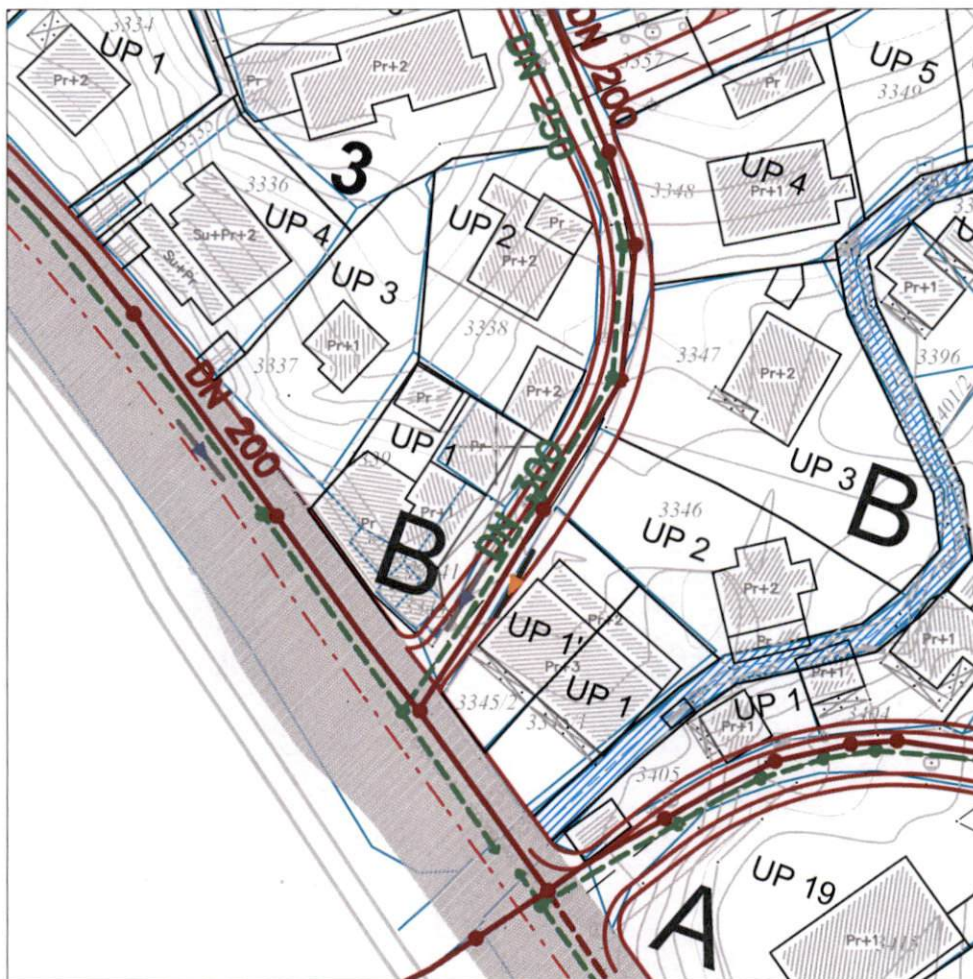 3334
UP 1
Pr+2
Pr
Pr+2
DN 250
DN 200
3357
Pr
UP 5
3349
3335
3
3336
UP 4
Su+Pr+2
Su+Pr
UP 2
Pr
Pr+2
3348
UP 4
Pr+1
UP 3
Pr+1
3338
3337
3347
Pr+2
Pr+1
3396
DN 200
Pr
Pr+2
UP 1
Pr
UP 3
B
Pr
Pr+1
B
DN 300
3346
UP 2
Pr+2
Pr
UP 1'
Pr+2
Pr+3
UP 1
3345/2
Pr+1
Pr+1
UP 1
Pr+1
3404
3405
UP 19
A
Pr+1
3415